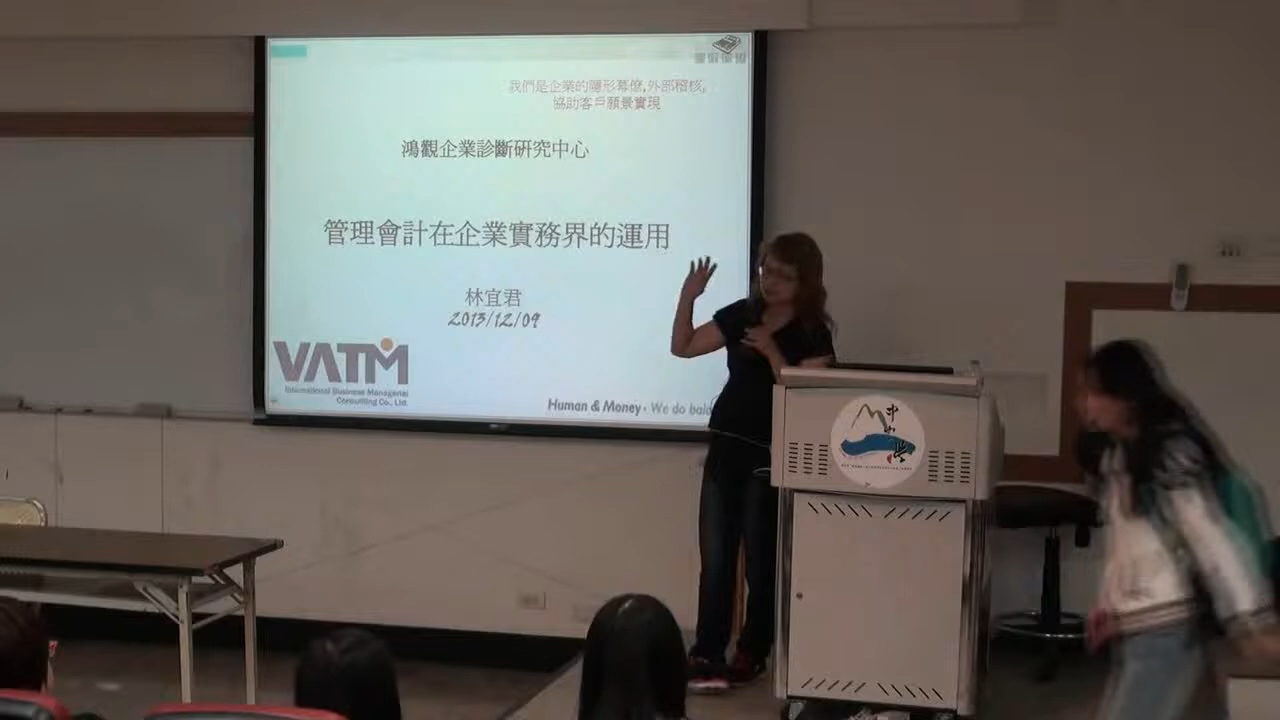 我們是企業的隱形幕僚,外部稽核,
協助客戶願景實現
鴻觀企業診斷研究中心
管理會計在企業實務界的運用
林宜君
2013/12/09
VATM
International Business Managerial
Consulting Co., Ltd.
Human & Money · We do